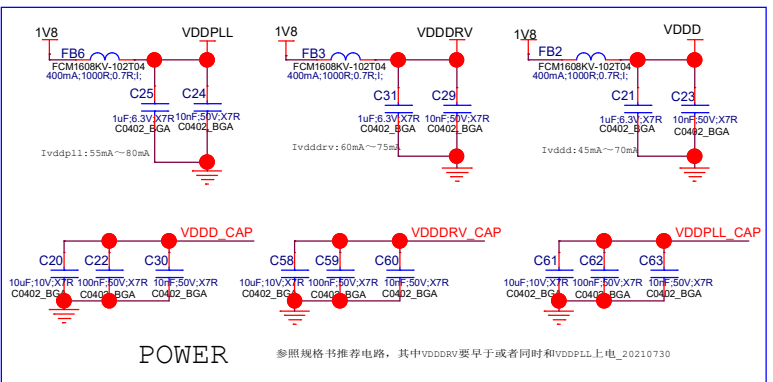 1V8 VDDPLL 1V8 VDDDRV 1V8 VDDD
FB6 FB3 FB2
FCM1608KV-102T04 FCM1608KV-102T04 FCM1608KV-102T04
400mA;1000R;0.7R;I; 400mA;1000R;0.7R;I; 400mA;1000R;0.7R;I;
C25 C24 C31 C29 C21 C23
1uF;6.3V;X7R 10nF;50V;X7R 1uF;6.3V;X7R 10nF;50V;X7R 1uF;6.3V;X7R 10nF;50V;X7R
C0402_BGA C0402_BGA C0402_BGA C0402_BGA C0402_BGA C0402_BGA
Ivddpll:55mA～80mA Ivdddrv:60mA～75mA Ivddd:45mA～70mA
VDDD_CAP VDDDRV_CAP VDDPLL_CAP
C20 C22 C30 C58 C59 C60 C61 C62 C63
10uF;10V;X7R 100nF;50V;X7R 10nF;50V;X7R 10uF;10V;X7R 100nF;50V;X7R 10nF;50V;X7R 10uF;10V;X7R 100nF;50V;X7R 10nF;50V;X7R
C0402_BGA C0402_BGA C0402_BGA C0402_BGA C0402_BGA C0402_BGA C0402_BGA C0402_BGA C0402_BGA
POWER 参照规格书推荐电路，其中VDDDRV要早于或者同时和VDDPLL上电_20210730